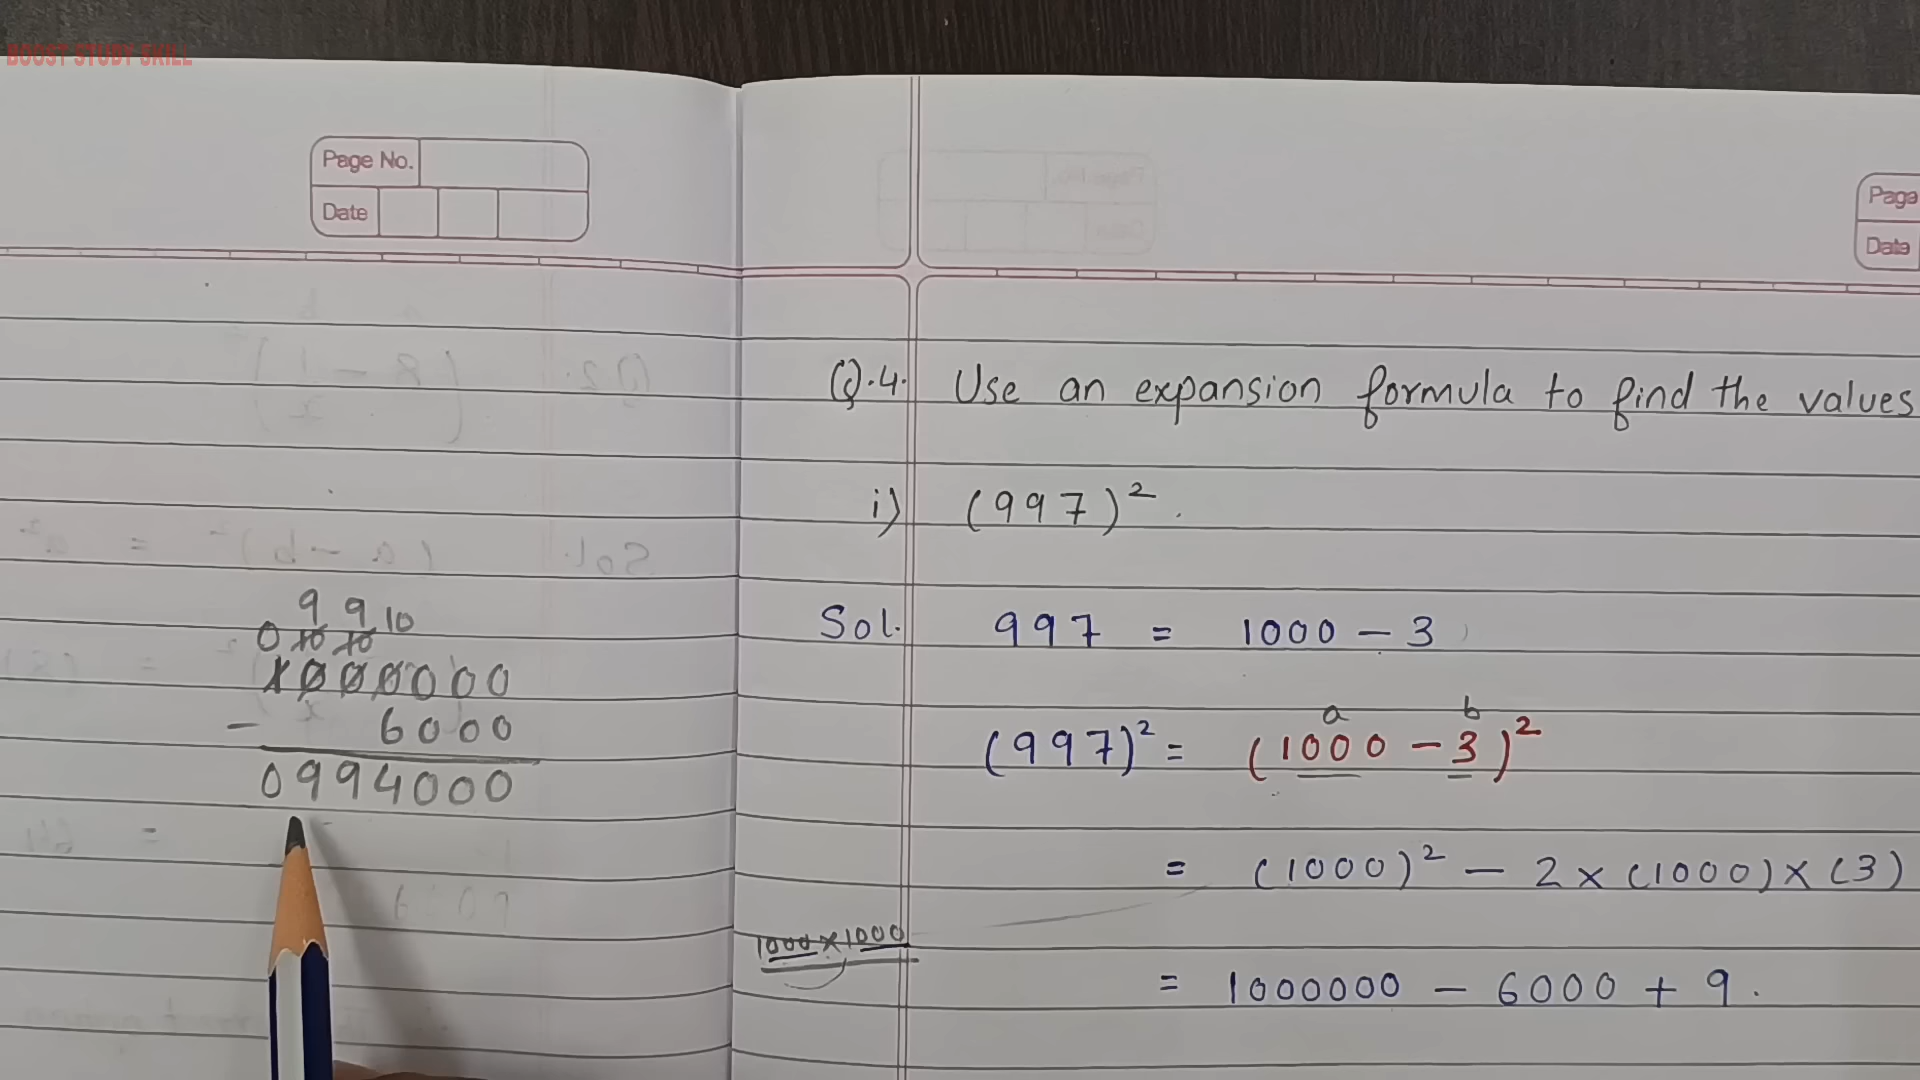 BOOST STUDY SKILL
Page No.
Date
Page
Date
Q.4. Use an expansion formula to find the values
i) (997)².
Sol. 997 = 1000 - 3
a b
(997)² = (1000 - 3)²
= (1000)² - 2 x (1000) x (3)
1000 x 1000
= 1000000 - 6000 + 9.
9 9 10
0 10 10
1000000
- 6000
0994000